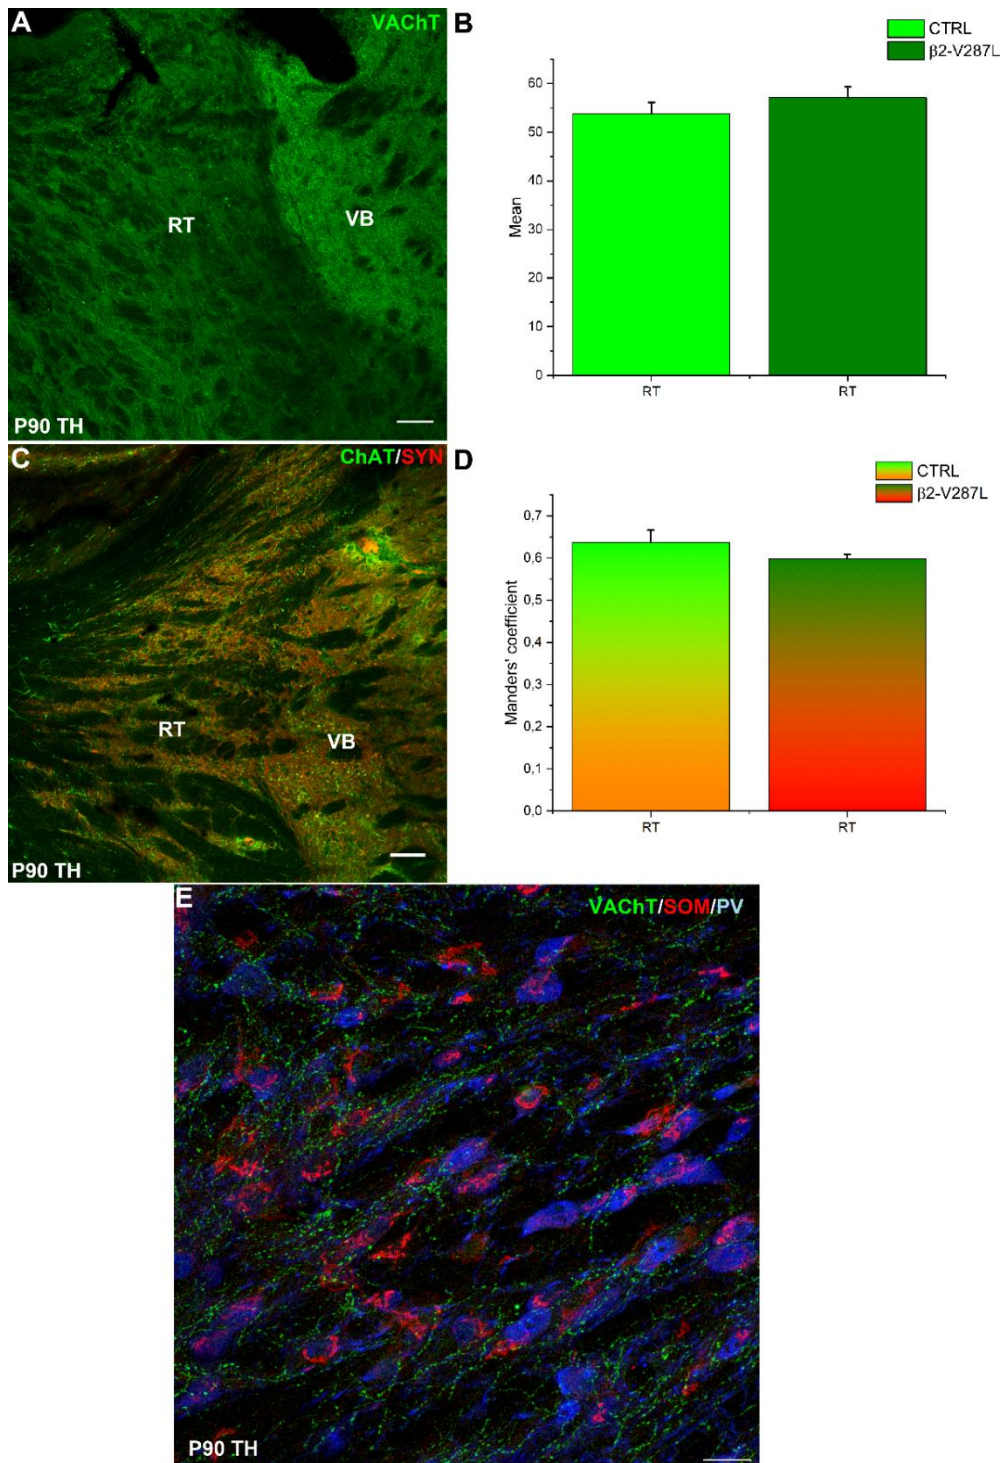 A
VAChT
RT
VB
P90 TH
B
CTRL
β2-V287L
60
50
40
30
20
10
0
Mean
RT
RT
C
ChAT/SYN
RT
VB
P90 TH
D
CTRL
β2-V287L
0,7
0,6
0,5
0,4
0,3
0,2
0,1
0,0
Manders' coefficient
RT
RT
E
VAChT/SOM/PV
P90 TH